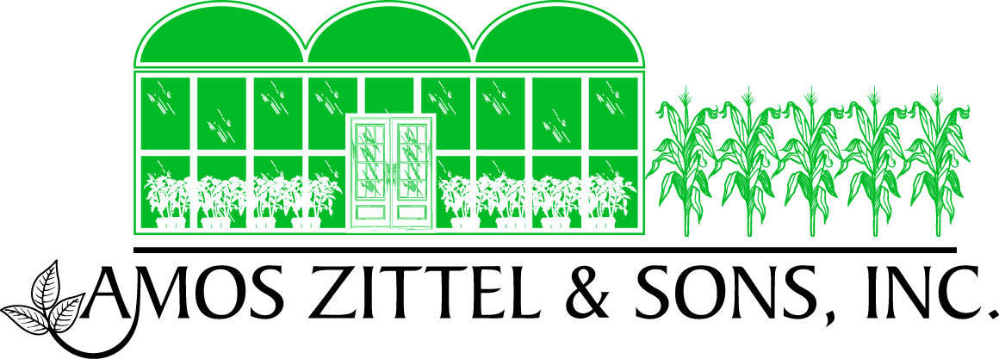 AMOS ZITTEL & SONS, INC.